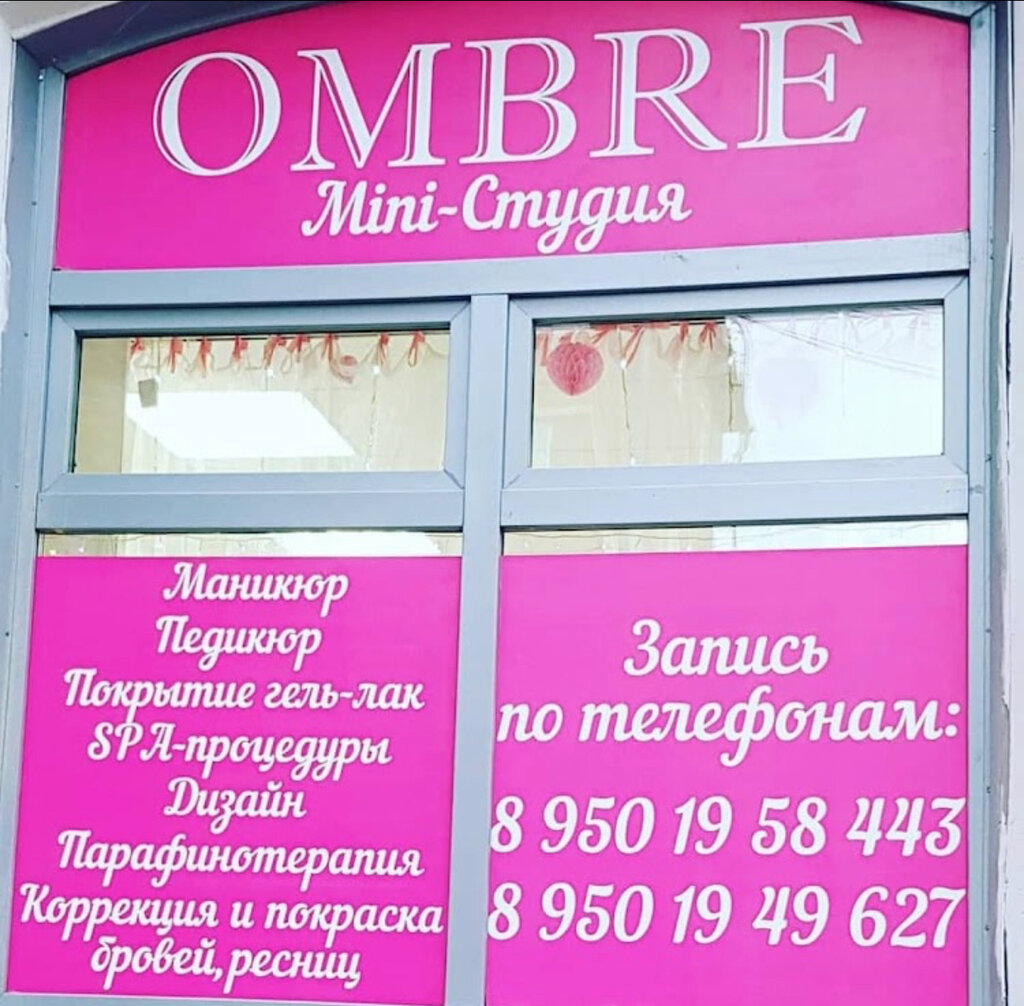 OMBRE
Mini-Студия
Маникюр
Педикюр
Покрытие гель-лак
SPA-процедуры
Дизайн
Парафинотерапия
Коррекция и покраска
бровей, ресниц
Запись
по телефонам:
8 950 19 58 443
8 950 19 49 627